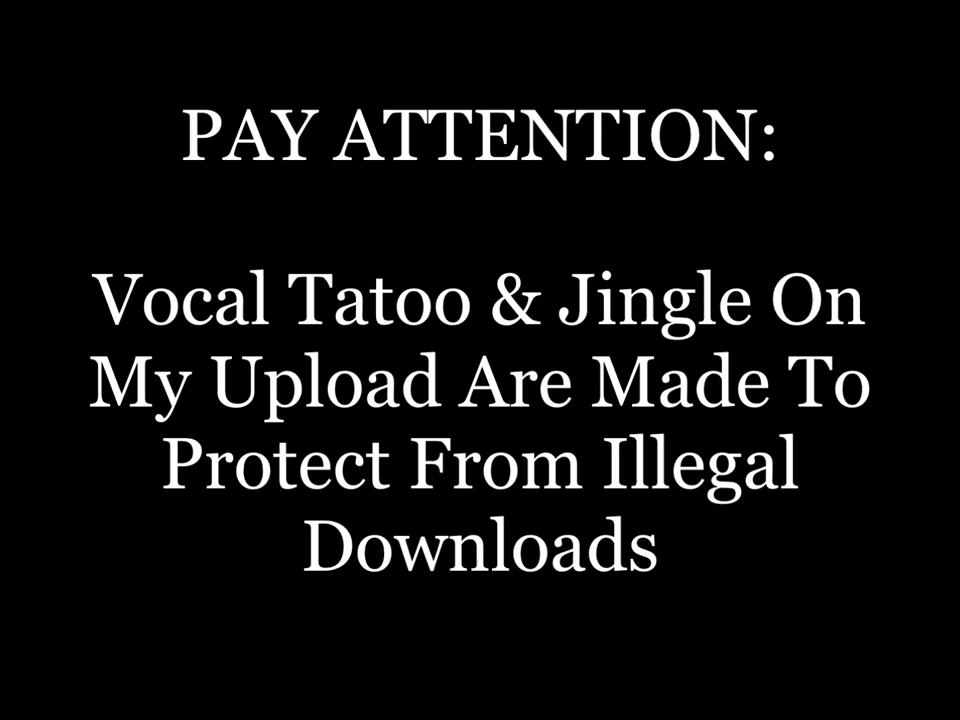 PAY ATTENTION:
Vocal Tatoo & Jingle On
My Upload Are Made To
Protect From Illegal
Downloads